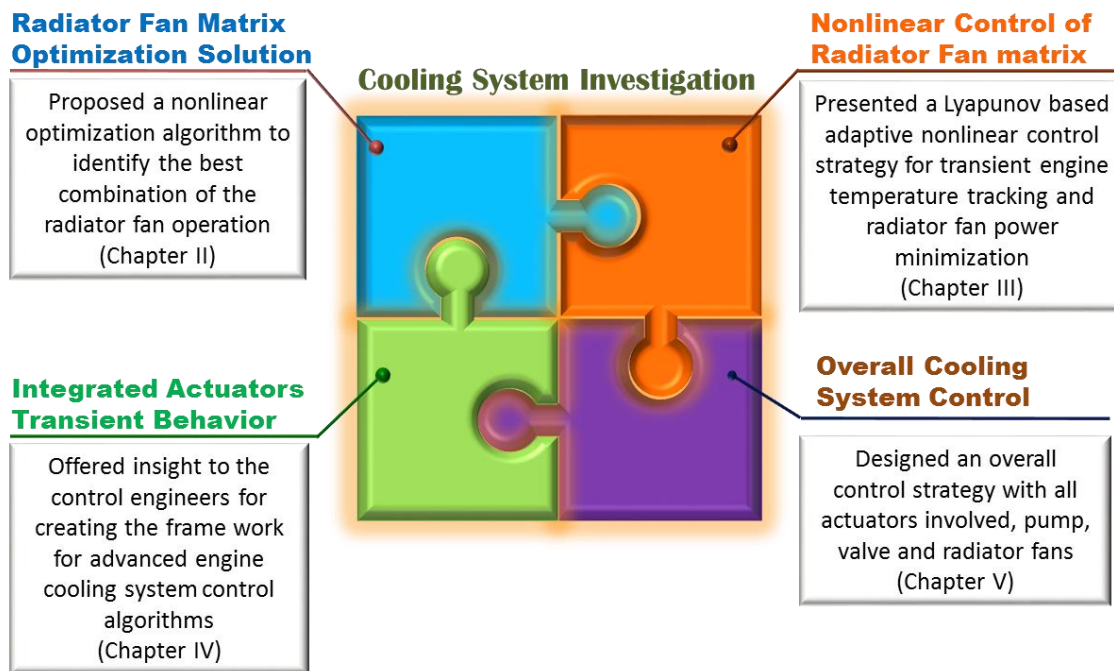 Radiator Fan Matrix
Optimization Solution
Proposed a nonlinear
optimization algorithm to
identify the best
combination of the
radiator fan operation
(Chapter II)
Cooling System Investigation
Nonlinear Control of
Radiator Fan matrix
Presented a Lyapunov based
adaptive nonlinear control
strategy for transient engine
temperature tracking and
radiator fan power
minimization
(Chapter III)
Integrated Actuators
Transient Behavior
Offered insight to the
control engineers for
creating the frame work
for advanced engine
cooling system control
algorithms
(Chapter IV)
Overall Cooling
System Control
Designed an overall
control strategy with all
actuators involved, pump,
valve and radiator fans
(Chapter V)